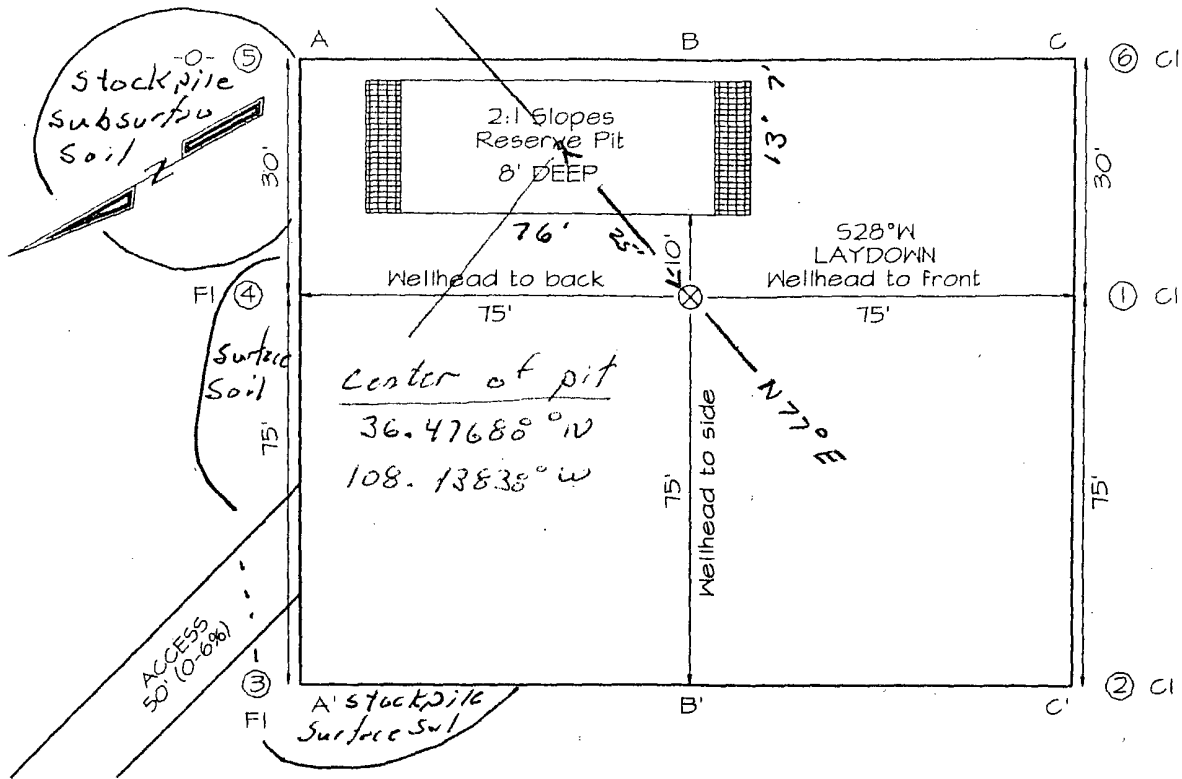 A
B
C
-O- ⑤
⑥ C1
Stockpile
Subsurface
Soil
N
30'
2:1 Slopes
Reserve Pit
8' DEEP
13' 7'
30'
76'
25'
10'
S28°W
LAYDOWN
Wellhead to back
Wellhead to front
F1 ④
① C1
75'
75'
Surface
Soil
Center of pit
36.47688° N
108.13838° W
N 77° E
75'
75'
Wellhead to side
75'
ACCESS
50' (0-6%)
③
F1
A'
Stockpile
Surface Soil
B'
C'
② C1